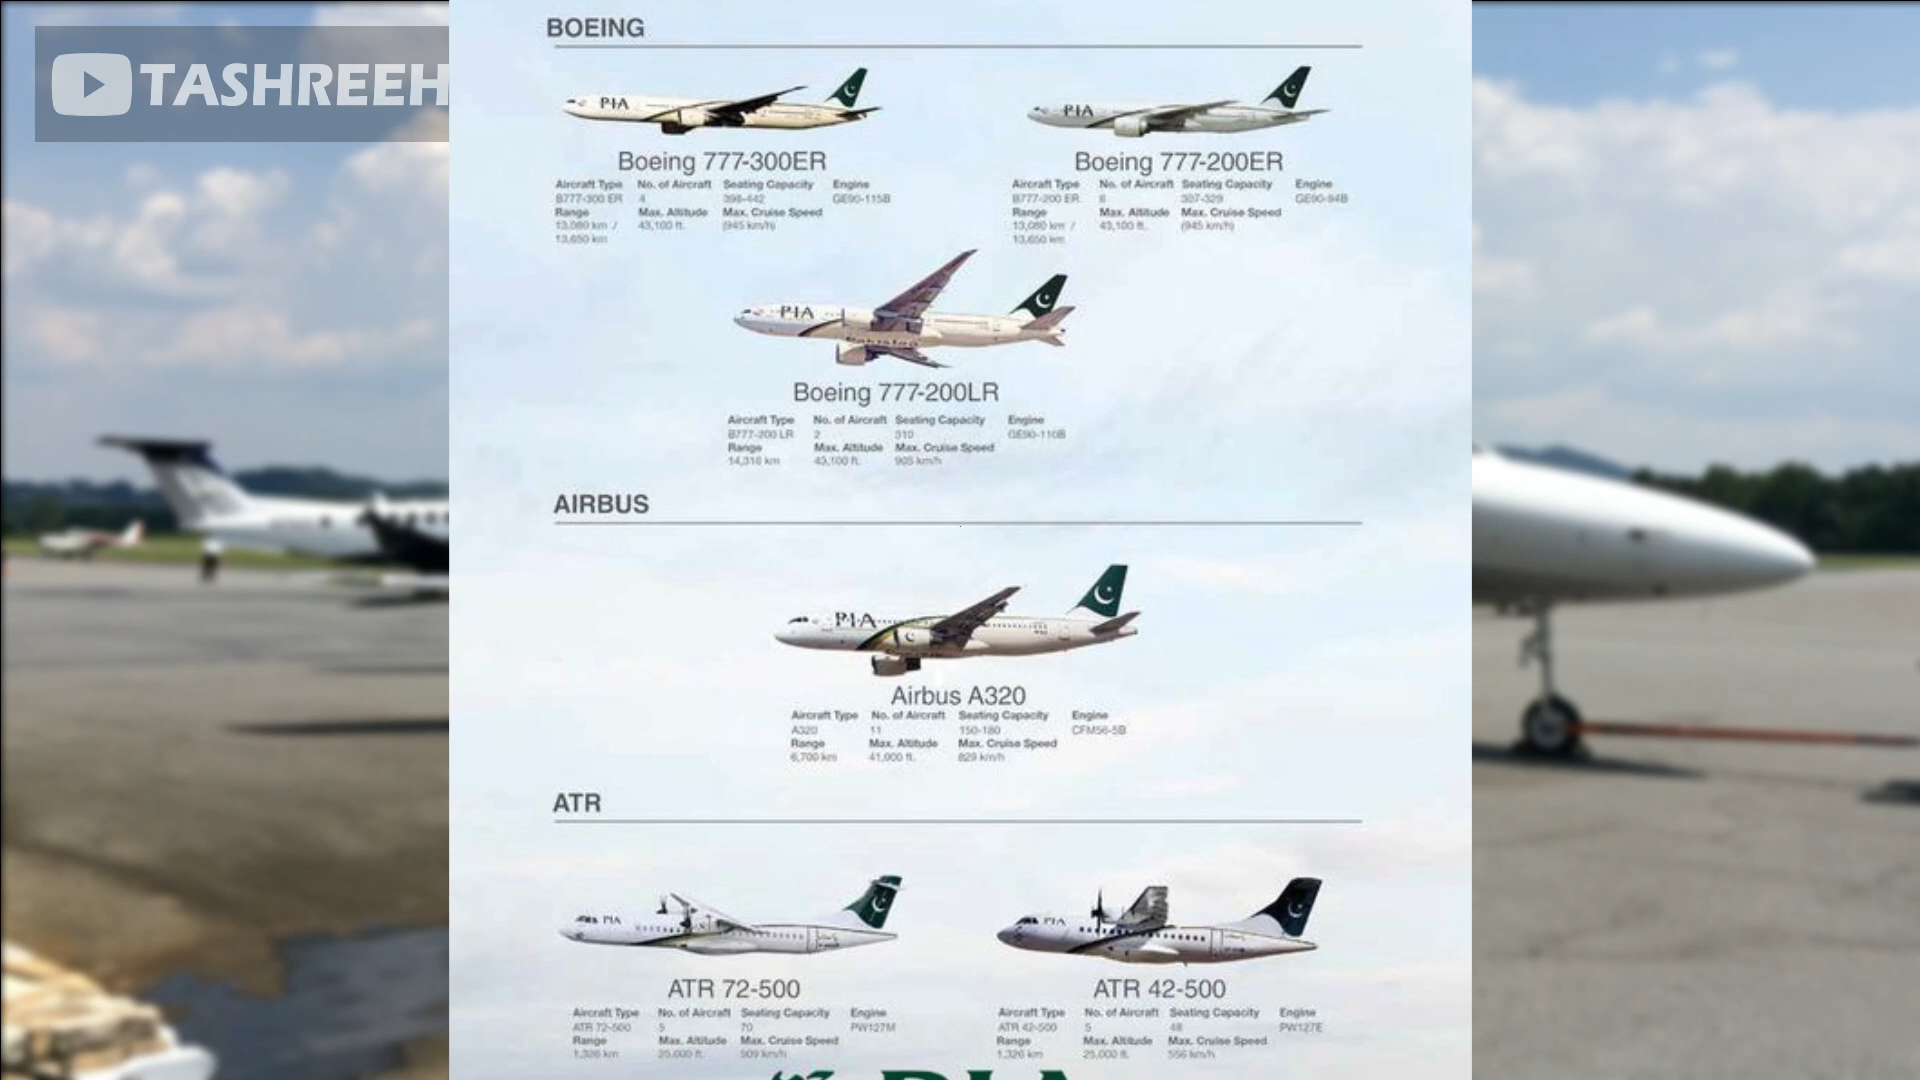 TASHREEH
BOEING
PIA
PIA
Boeing 777-300ER
Boeing 777-200ER
Aircraft Type No. of Aircraft Seating Capacity Engine
B777-300 ER 4 398-442 GE90-115B
Range Max. Altitude Max. Cruise Speed
13,080 km / 43,100 ft. (945 km/h)
13,650 km
Aircraft Type No. of Aircraft Seating Capacity Engine
B777-200 ER 6 307-329 GE90-94B
Range Max. Altitude Max. Cruise Speed
13,080 km / 43,100 ft. (945 km/h)
13,650 km
PIA
Pakistan
Boeing 777-200LR
Aircraft Type No. of Aircraft Seating Capacity Engine
B777-200 LR 2 310 GE90-110B
Range Max. Altitude Max. Cruise Speed
14,316 km 43,100 ft. 905 km/h
AIRBUS
PIA
Airbus A320
Aircraft Type No. of Aircraft Seating Capacity Engine
A320 11 150-180 CFM56-5B
Range Max. Altitude Max. Cruise Speed
6,700 km 41,000 ft. 829 km/h
ATR
PIA
PIA
ATR 72-500
ATR 42-500
Aircraft Type No. of Aircraft Seating Capacity Engine
ATR 72-500 5 70 PW127M
Range Max. Altitude Max. Cruise Speed
1,326 km 25,000 ft. 509 km/h
Aircraft Type No. of Aircraft Seating Capacity Engine
ATR 42-500 5 48 PW127E
Range Max. Altitude Max. Cruise Speed
1,326 km 25,000 ft. 556 km/h
PIA